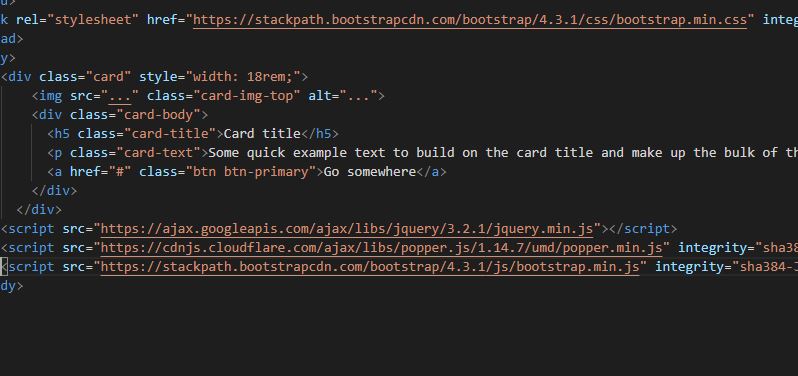 k rel="stylesheet" href="https://stackpath.bootstrapcdn.com/bootstrap/4.3.1/css/bootstrap.min.css" integ
ad>
y>
<div class="card" style="width: 18rem;">
<img src="..." class="card-img-top" alt="...">
<div class="card-body">
<h5 class="card-title">Card title</h5>
<p class="card-text">Some quick example text to build on the card title and make up the bulk of th
<a href="#" class="btn btn-primary">Go somewhere</a>
</div>
</div>
<script src="https://ajax.googleapis.com/ajax/libs/jquery/3.2.1/jquery.min.js"></script>
<script src="https://cdnjs.cloudflare.com/ajax/libs/popper.js/1.14.7/umd/popper.min.js" integrity="sha38
<script src="https://stackpath.bootstrapcdn.com/bootstrap/4.3.1/js/bootstrap.min.js" integrity="sha384-J
dy>